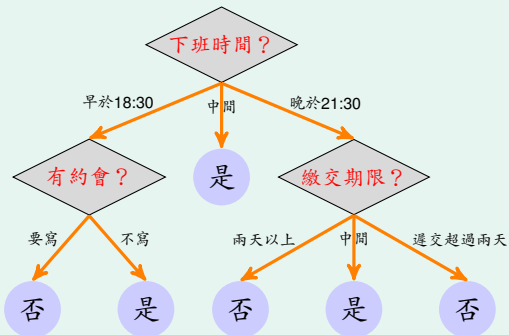 下班時間？
早於18:30
中間
晚於21:30
有約會？
是
繳交期限？
要寫
不寫
兩天以上
中間
遲交超過兩天
否
是
否
是
否